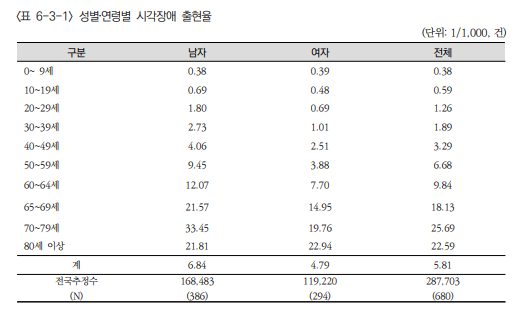 〈표 6-3-1〉 성별·연령별 시각장애 출현율
(단위: 1/1,000, 건)
구분 남자 여자 전체
0~ 9세 0.38 0.39 0.38
10~19세 0.69 0.48 0.59
20~29세 1.80 0.69 1.26
30~39세 2.73 1.01 1.89
40~49세 4.06 2.51 3.29
50~59세 9.45 3.88 6.68
60~64세 12.07 7.70 9.84
65~69세 21.57 14.95 18.13
70~79세 33.45 19.76 25.69
80세 이상 21.81 22.94 22.59
계 6.84 4.79 5.81
전국추정수 168,483 119,220 287,703
(N) (386) (294) (680)